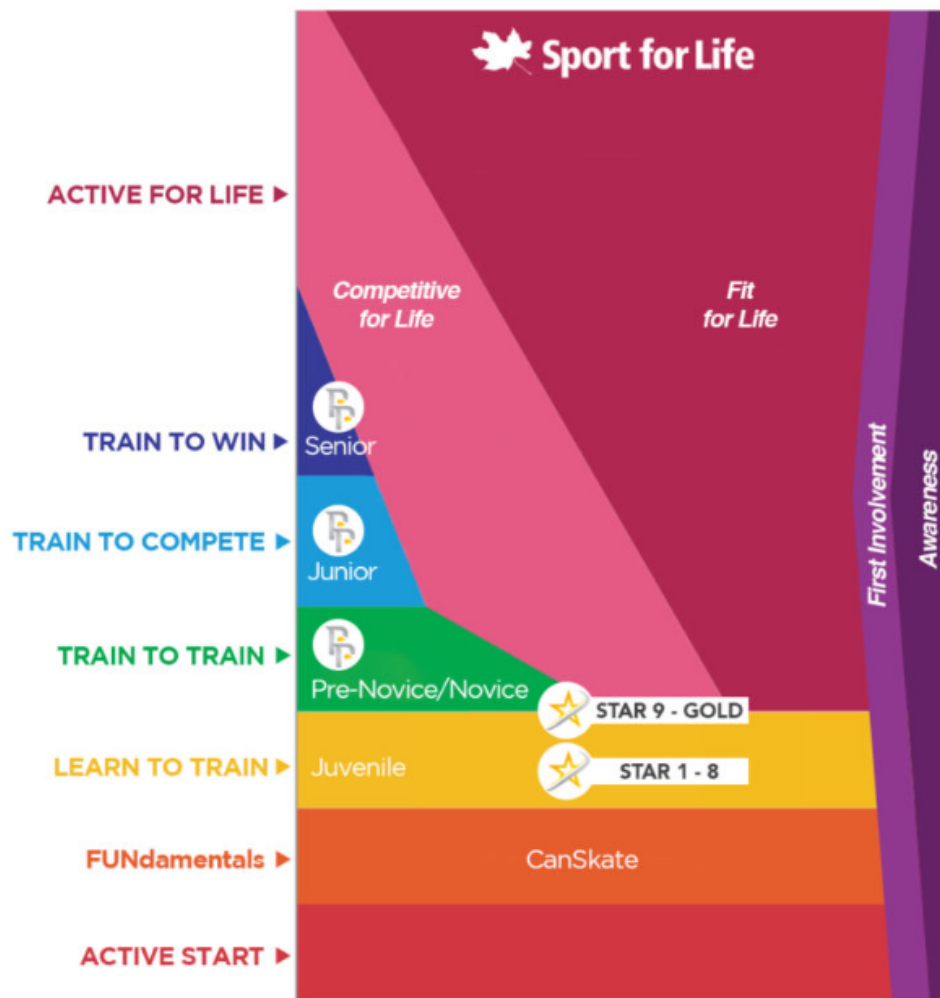 Sport for Life
ACTIVE FOR LIFE
Competitive
for Life
Fit
for Life
TRAIN TO WIN
Senior
First Involvement
Awareness
TRAIN TO COMPETE
Junior
TRAIN TO TRAIN
Pre-Novice/Novice
STAR 9 - GOLD
LEARN TO TRAIN
Juvenile
STAR 1 - 8
FUNdamentals
CanSkate
ACTIVE START